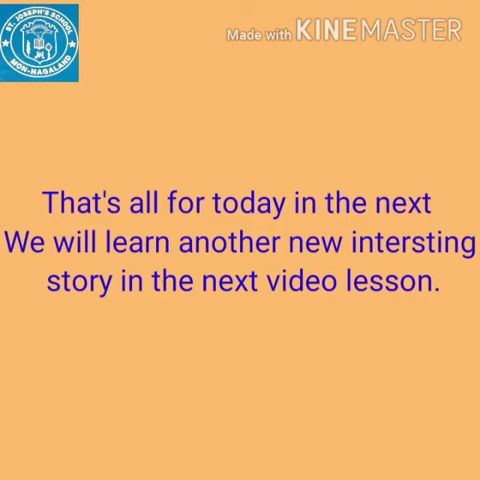 ST. JOSEPH'S SCHOOL
MON-NAGALAND
Made with KINEMASTER
That's all for today in the next
We will learn another new intersting
story in the next video lesson.